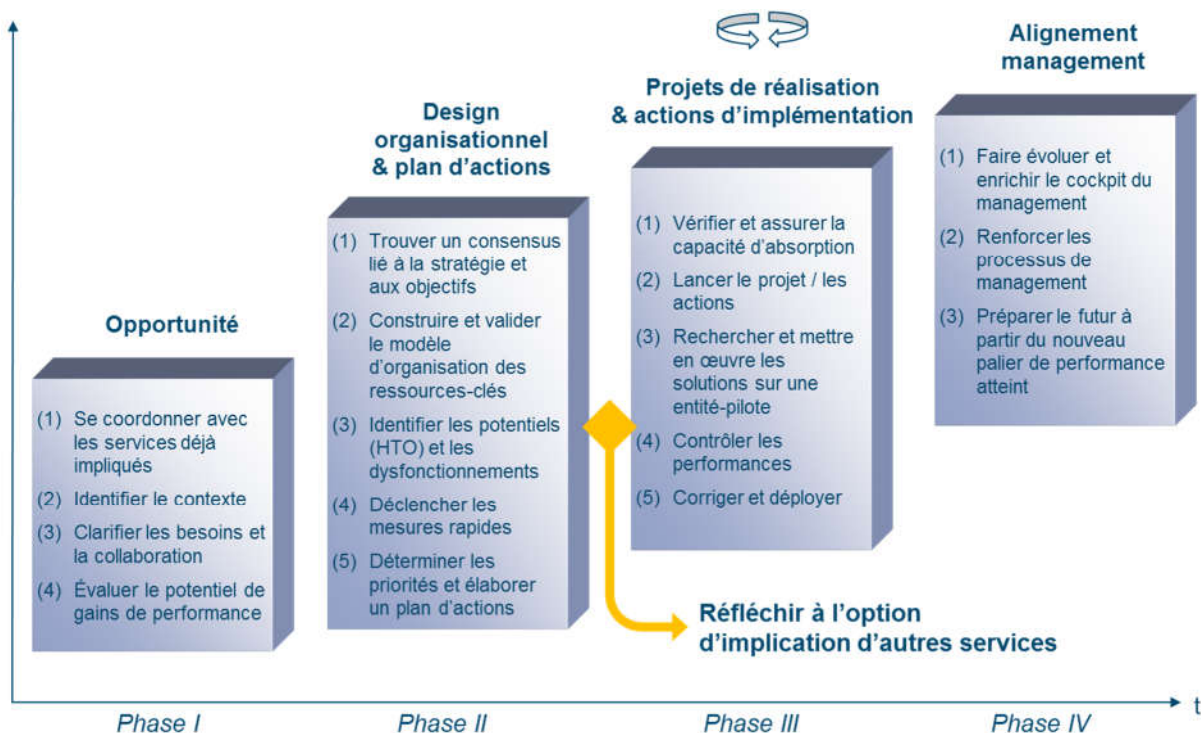 Opportunité
(1) Se coordonner avec
les services déjà
impliqués
(2) Identifier le contexte
(3) Clarifier les besoins et
la collaboration
(4) Évaluer le potentiel de
gains de performance
Design
organisationnel
& plan d'actions
(1) Trouver un consensus
lié à la stratégie et
aux objectifs
(2) Construire et valider
le modèle
d'organisation des
ressources-clés
(3) Identifier les potentiels
(HTO) et les
dysfonctionnements
(4) Déclencher les
mesures rapides
(5) Déterminer les
priorités et élaborer
un plan d'actions
Projets de réalisation
& actions d'implémentation
(1) Vérifier et assurer la
capacité d'absorption
(2) Lancer le projet / les
actions
(3) Rechercher et mettre
en œuvre les
solutions sur une
entité-pilote
(4) Contrôler les
performances
(5) Corriger et déployer
Alignement
management
(1) Faire évoluer et
enrichir le cockpit du
management
(2) Renforcer les
processus de
management
(3) Préparer le futur à
partir du nouveau
palier de performance
atteint
Réfléchir à l'option
d'implication d'autres services
Phase I
Phase II
Phase III
Phase IV
t